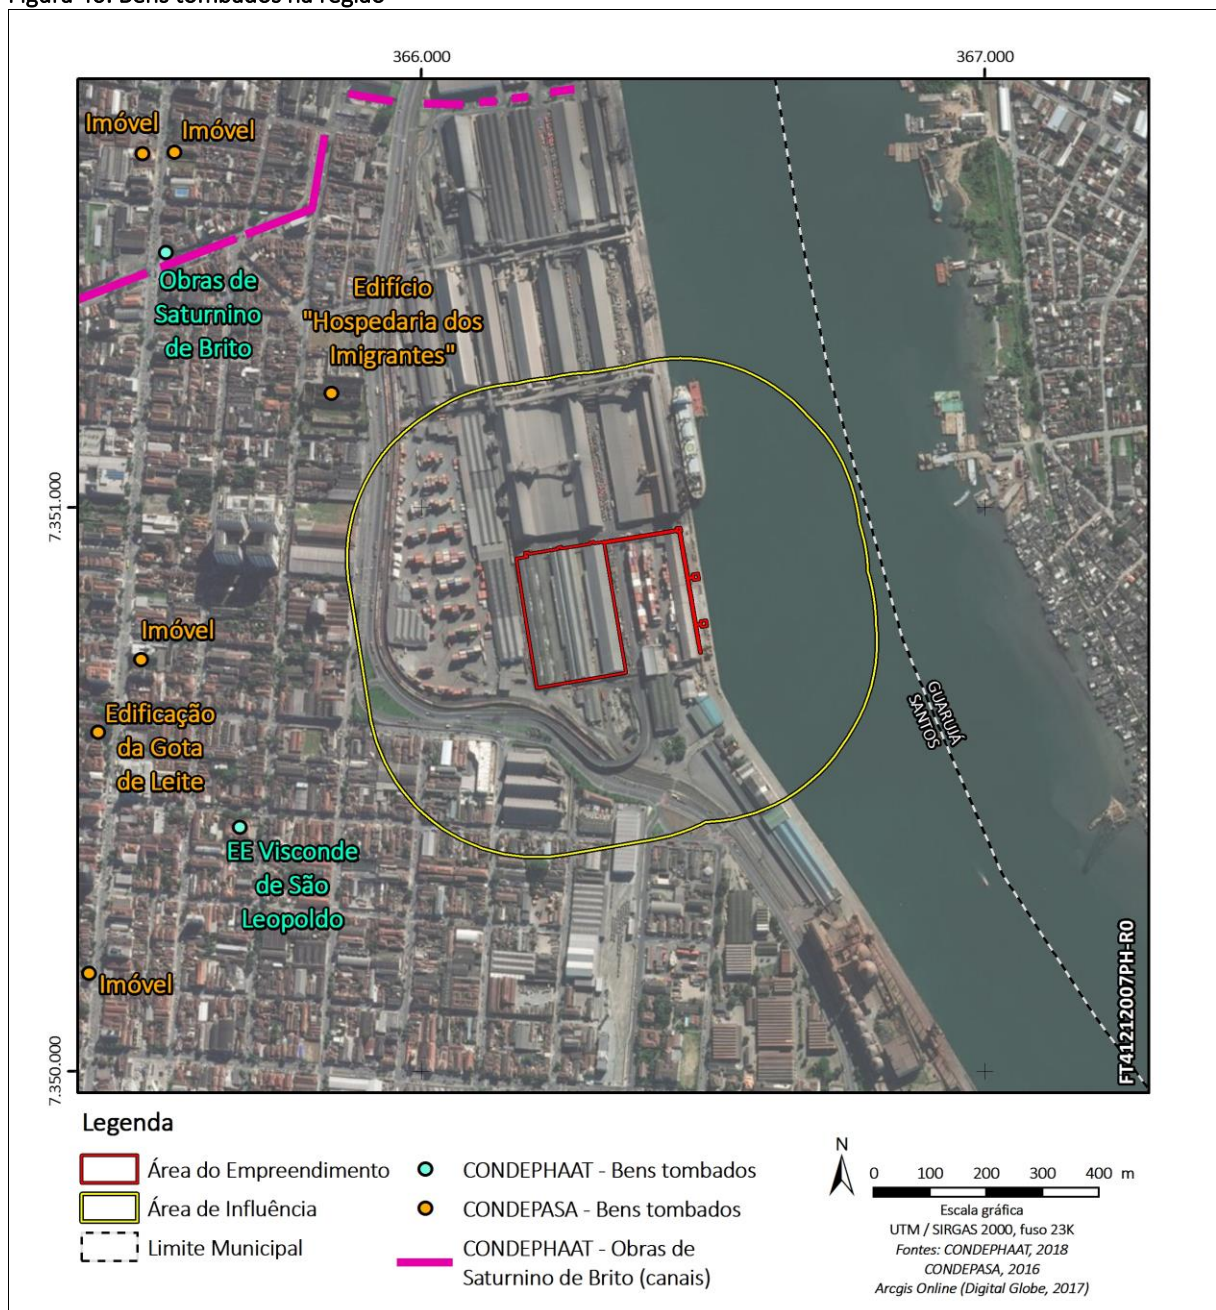 Figura 40. Bens tombados na região
366.000
367.000
Imóvel
Imóvel
Obras de
Saturnino
de Brito
Edifício
"Hospedaria dos
Imigrantes"
7.351.000
Imóvel
Edificação
da Gota
de Leite
GUARUJÁ
SANTOS
EE Visconde
de São
Leopoldo
Imóvel
7.350.000
FT41212007PH-R0
Legenda
Área do Empreendimento
Área de Influência
Limite Municipal
CONDEPHAAT - Bens tombados
CONDEPASA - Bens tombados
CONDEPHAAT - Obras de
Saturnino de Brito (canais)
N
0 100 200 300 400 m
Escala gráfica
UTM / SIRGAS 2000, fuso 23K
Fontes: CONDEPHAAT, 2018
CONDEPASA, 2016
Arcgis Online (Digital Globe, 2017)